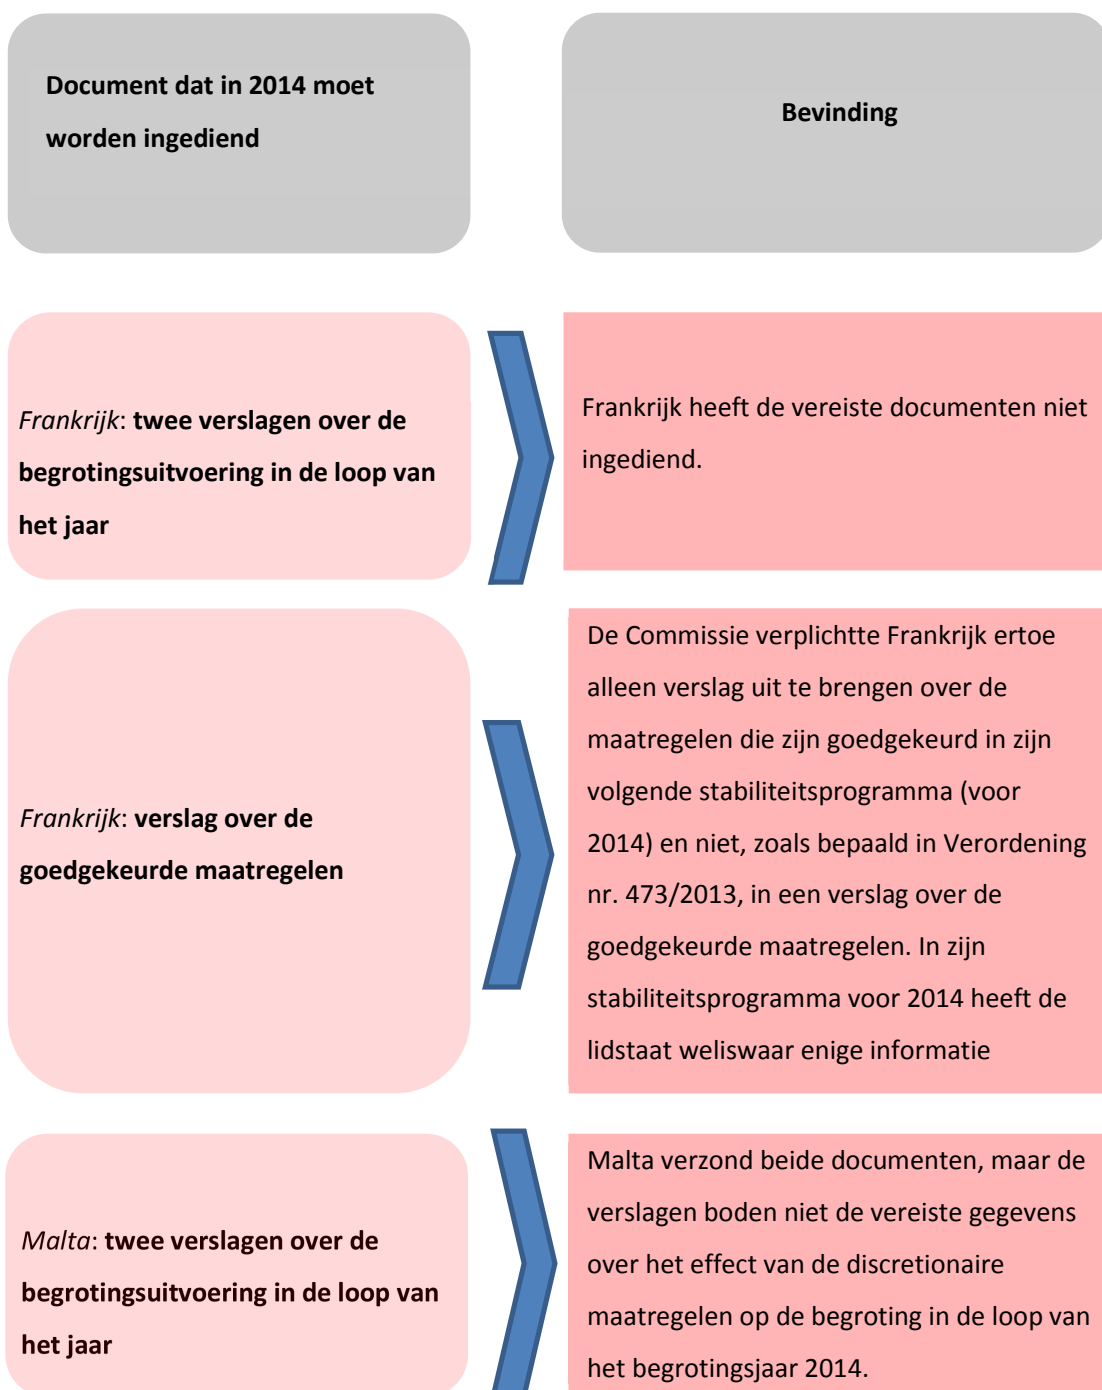 Document dat in 2014 moet
worden ingediend
Bevinding
Frankrijk: twee verslagen over de
begrotingsuitvoering in de loop van
het jaar
Frankrijk heeft de vereiste documenten niet
ingediend.
Frankrijk: verslag over de
goedgekeurde maatregelen
De Commissie verplichtte Frankrijk ertoe
alleen verslag uit te brengen over de
maatregelen die zijn goedgekeurd in zijn
volgende stabiliteitsprogramma (voor
2014) en niet, zoals bepaald in Verordening
nr. 473/2013, in een verslag over de
goedgekeurde maatregelen. In zijn
stabiliteitsprogramma voor 2014 heeft de
lidstaat weliswaar enige informatie
Malta: twee verslagen over de
begrotingsuitvoering in de loop van
het jaar
Malta verzond beide documenten, maar de
verslagen boden niet de vereiste gegevens
over het effect van de discretionaire
maatregelen op de begroting in de loop van
het begrotingsjaar 2014.